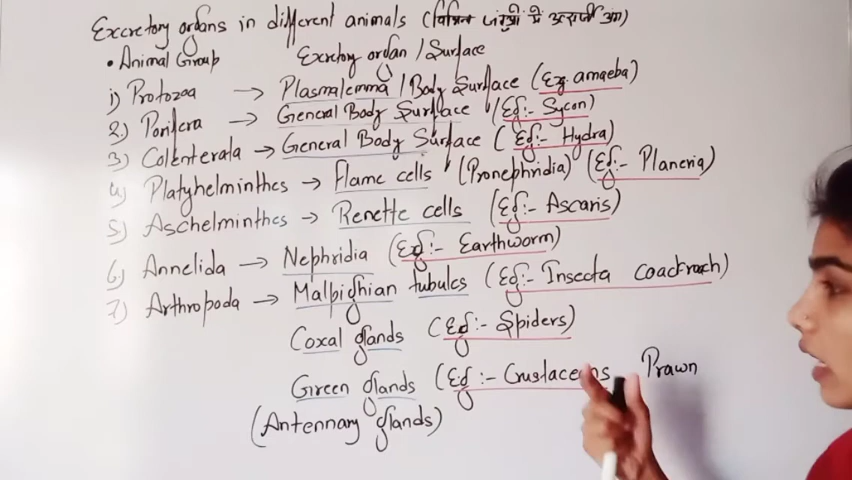 Excretory organs in different animals (विभिन्न जंतुओं में उत्सर्जी अंग)
• Animal Group Excretory organ / Surface
1) Protozoa → Plasmalemma / Body Surface (Eg. amaeba)
2) Porifera → General Body Surface (Eg:- Sycon)
3) Colenterata → General Body Surface (Eg:- Hydra)
4) Platyhelminthes → Flame cells (Pronephridia) (Eg:- Planeria)
5) Aschelminthes → Renette cells (Eg:- Ascaris)
6) Annelida → Nephridia (Eg:- Earthworm)
7) Arthropoda → Malpighian tubules (Eg:- Insecta coackroach)
Coxal glands (Eg:- Spiders)
Green glands (Eg:- Crustaceans Prawn
(Antennary glands)